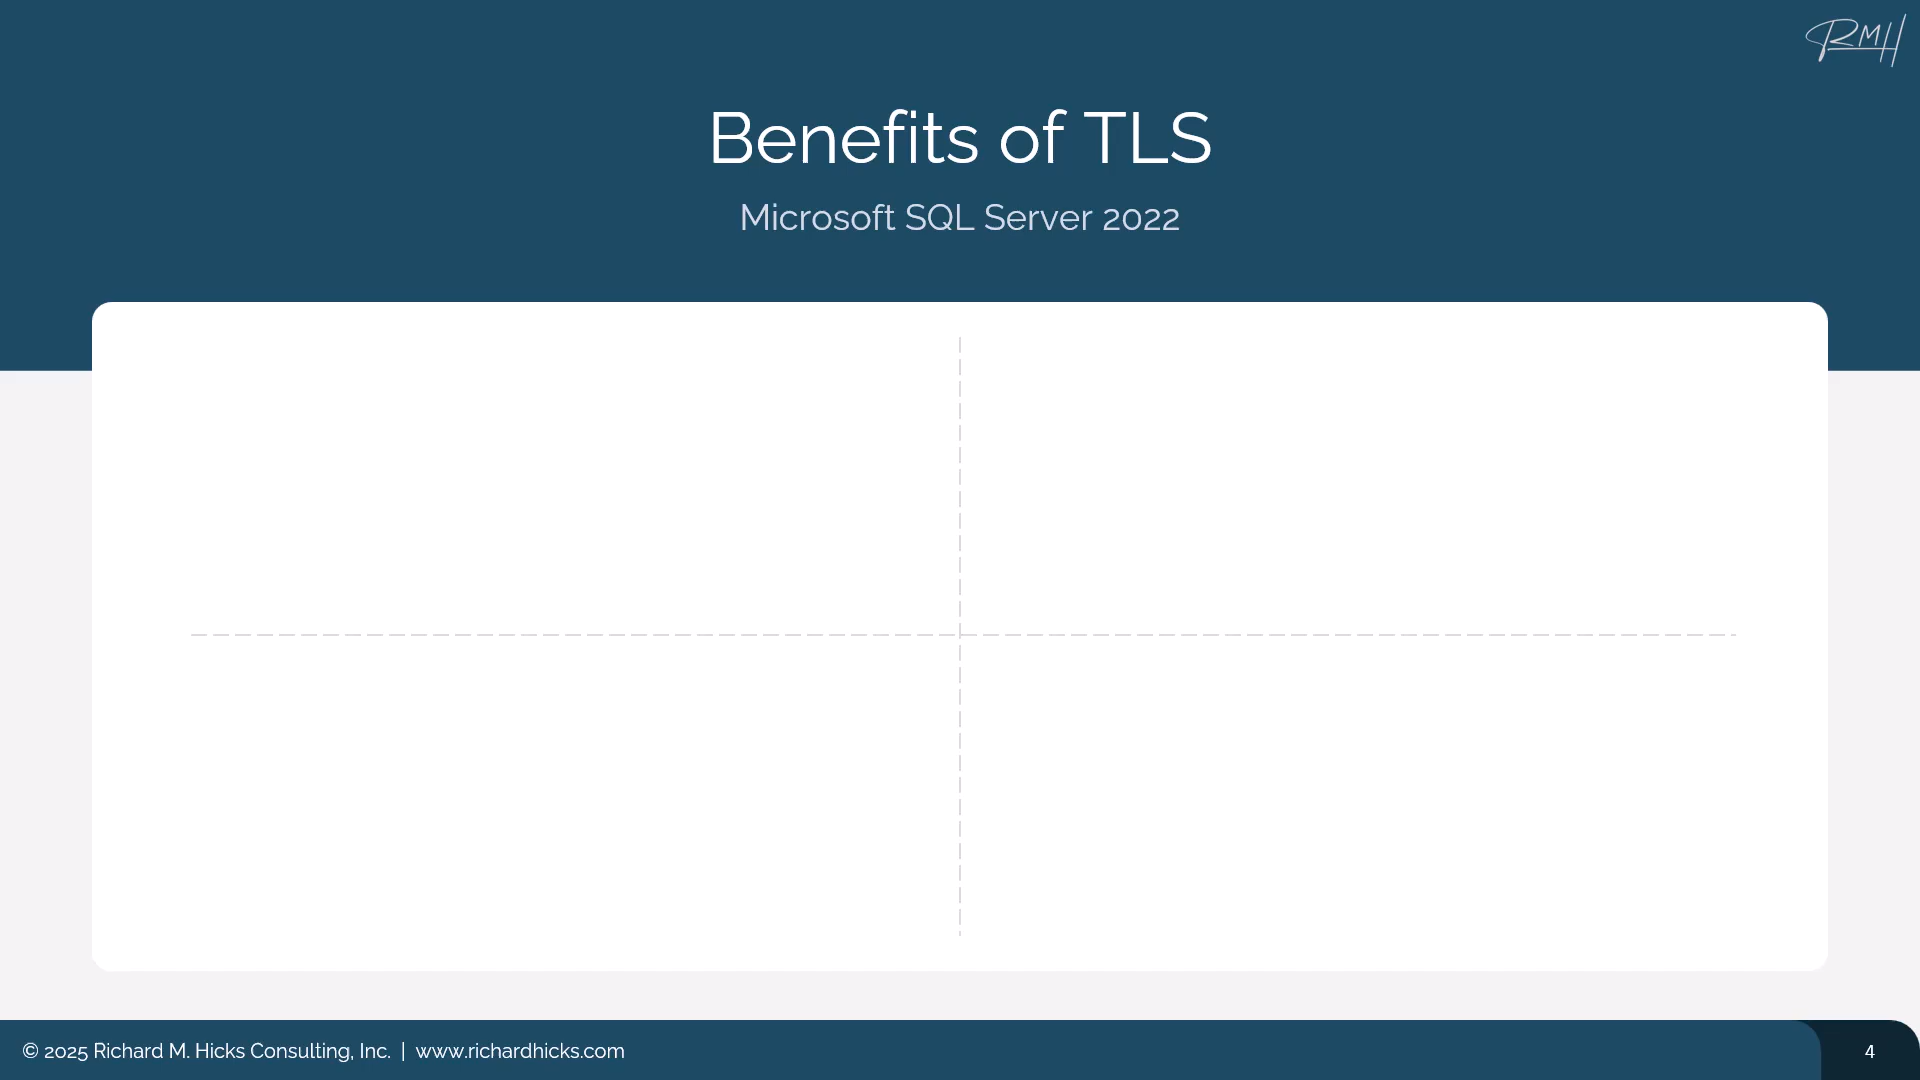 RMH
Benefits of TLS
Microsoft SQL Server 2022
© 2025 Richard M. Hicks Consulting, Inc. | www.richardhicks.com
4